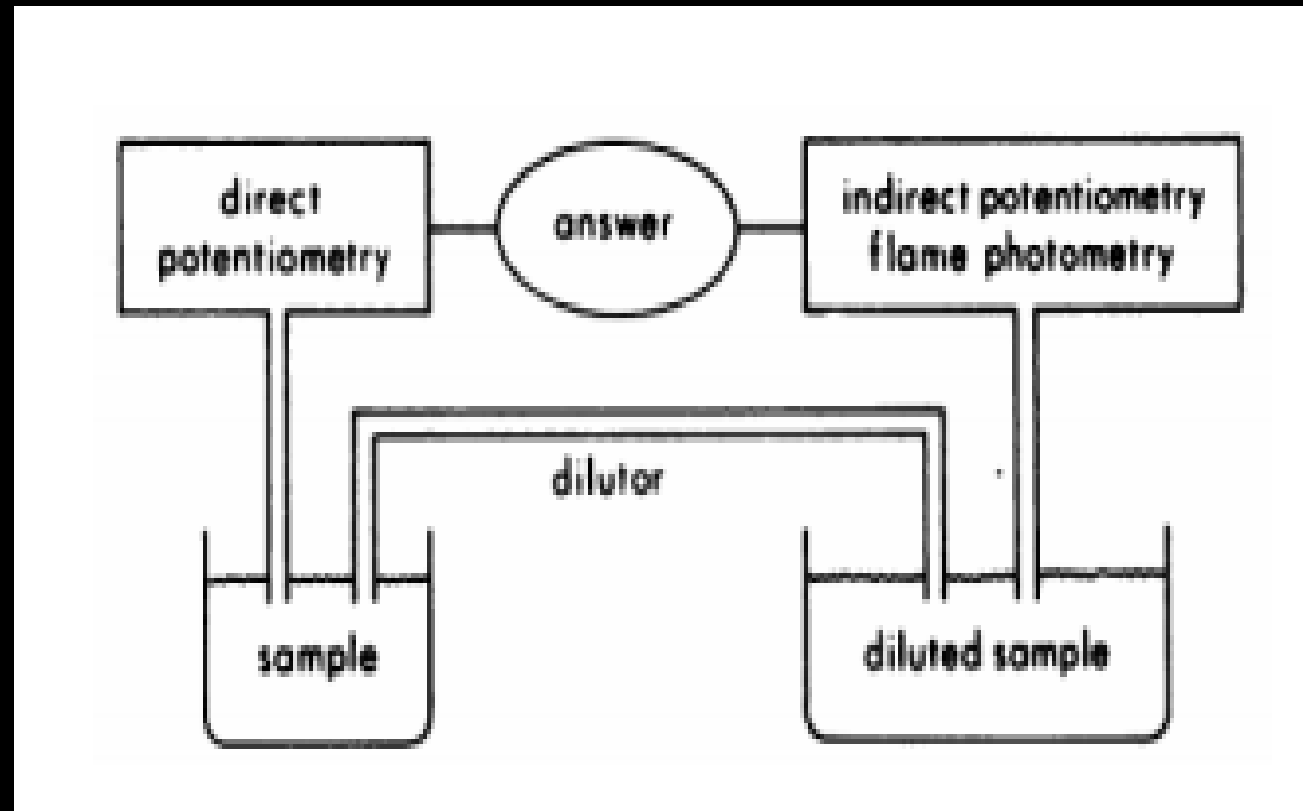 direct
potentiometry
answer
indirect potentiometry
flame photometry
dilutor
sample
diluted sample